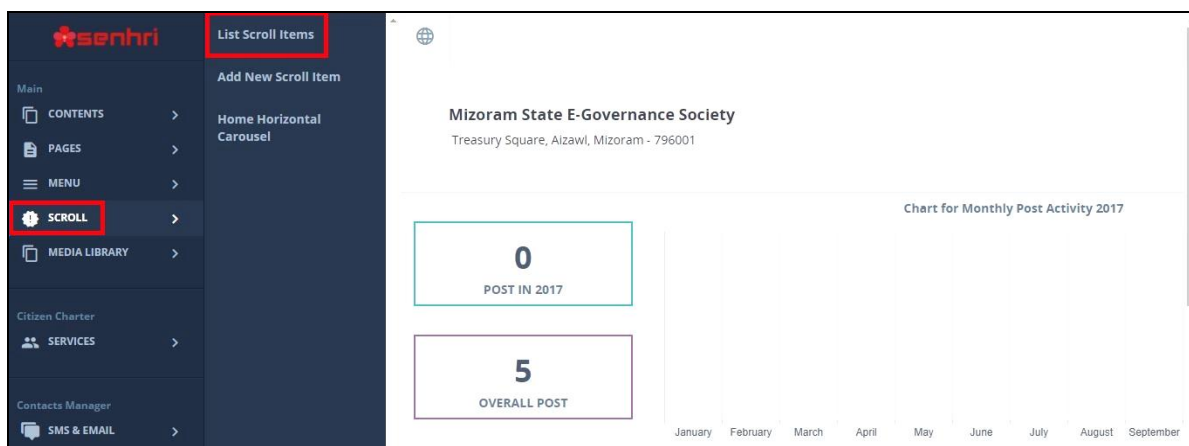 senhri
Main
CONTENTS
PAGES
MENU
SCROLL
MEDIA LIBRARY
Citizen Charter
SERVICES
Contacts Manager
SMS & EMAIL
List Scroll Items
Add New Scroll Item
Home Horizontal
Carousel
Mizoram State E-Governance Society
Treasury Square, Aizawl, Mizoram - 796001
0
POST IN 2017
5
OVERALL POST
Chart for Monthly Post Activity 2017
January February March April May June July August September